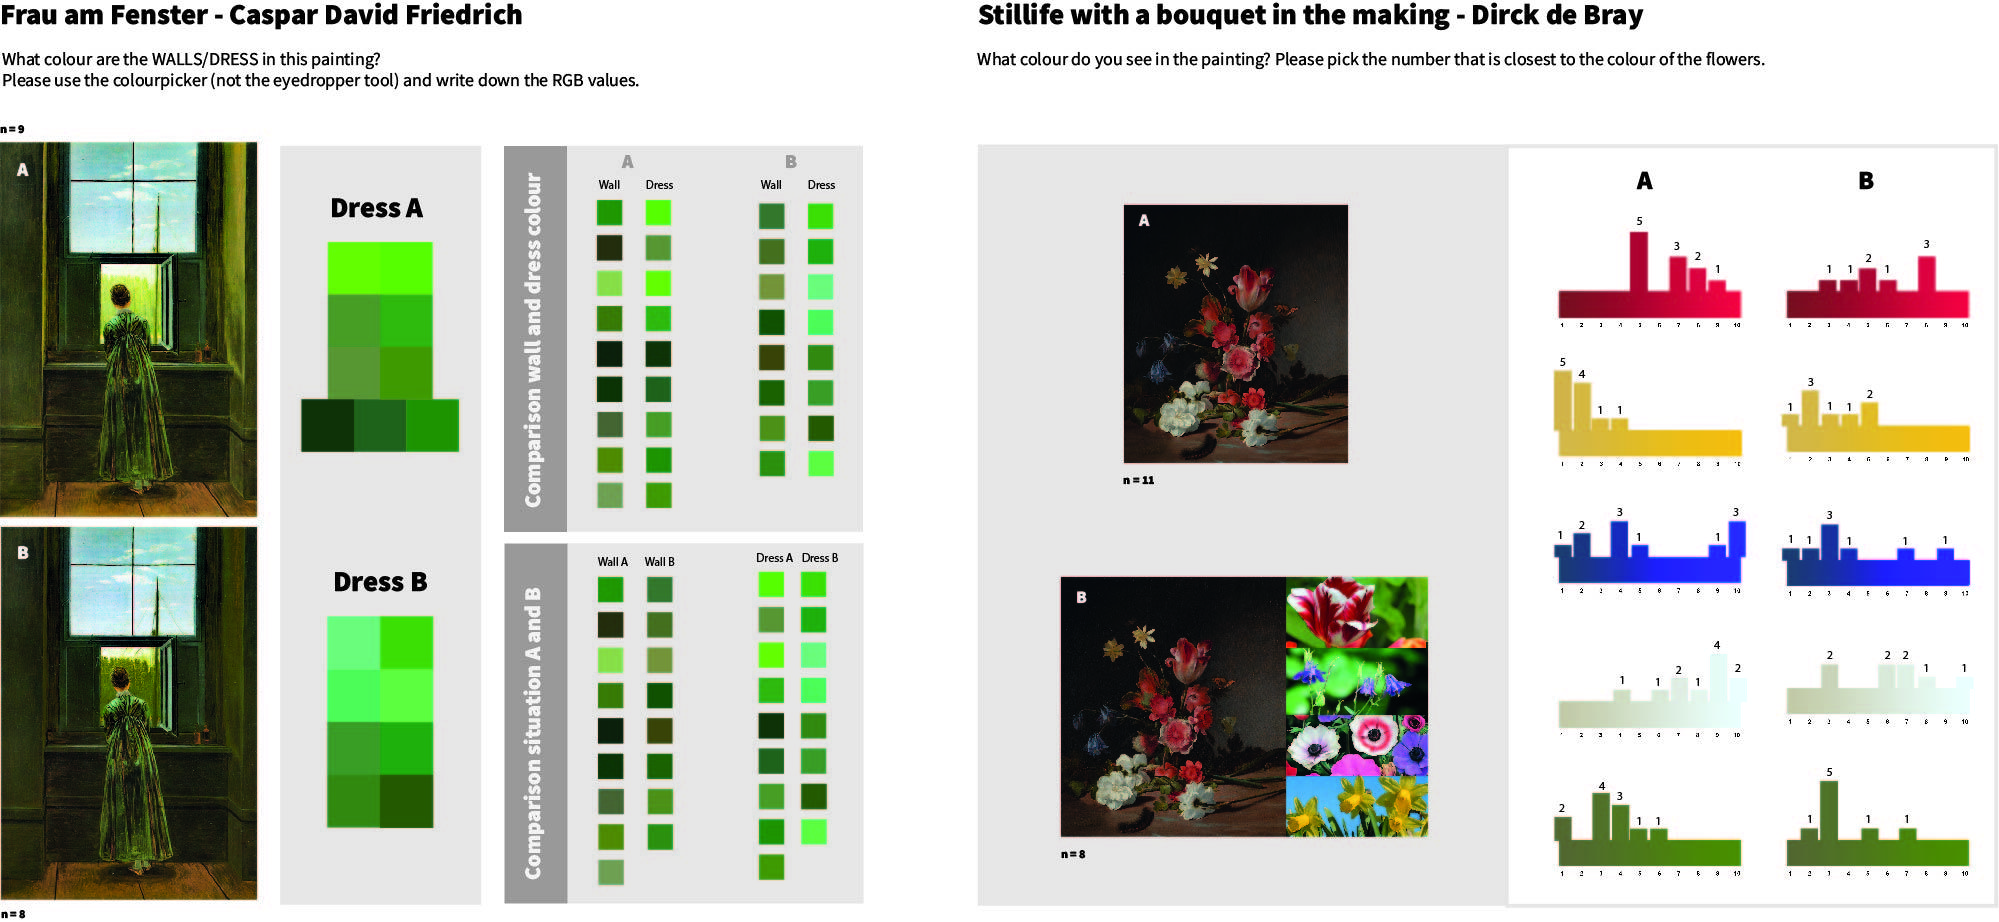 Frau am Fenster - Caspar David Friedrich
What colour are the WALLS/DRESS in this painting?
Please use the colourpicker (not the eyedropper tool) and write down the RGB values.
n = 9
A
B
n = 8
Dress A
Dress B
Comparison wall and dress colour
A
B
Wall Dress
Wall Dress
Comparison situation A and B
Wall A Wall B
Dress A Dress B
Stillife with a bouquet in the making - Dirck de Bray
What colour do you see in the painting? Please pick the number that is closest to the colour of the flowers.
A
n = 11
B
n = 8
A
5
3
2
1
1 2 3 4 5 6 7 8 9 10
5
4
1 1
1 2 3 4 5 6 7 8 9 10
1 2 3 1 1 3
1 2 3 4 5 6 7 8 9 10
1 1 2 1 4 2
1 2 3 4 5 6 7 8 9 10
2 4 3 1 1
1 2 3 4 5 6 7 8 9 10
B
1 1 2 1 3
1 2 3 4 5 6 7 8 9 10
1 3 1 1 2
1 2 3 4 5 6 7 8 9 10
1 1 3 1 1 1
1 2 3 4 5 6 7 8 9 10
2 2 2 1 1
1 2 3 4 5 6 7 8 9 10
1 5 1 1
1 2 3 4 5 6 7 8 9 10